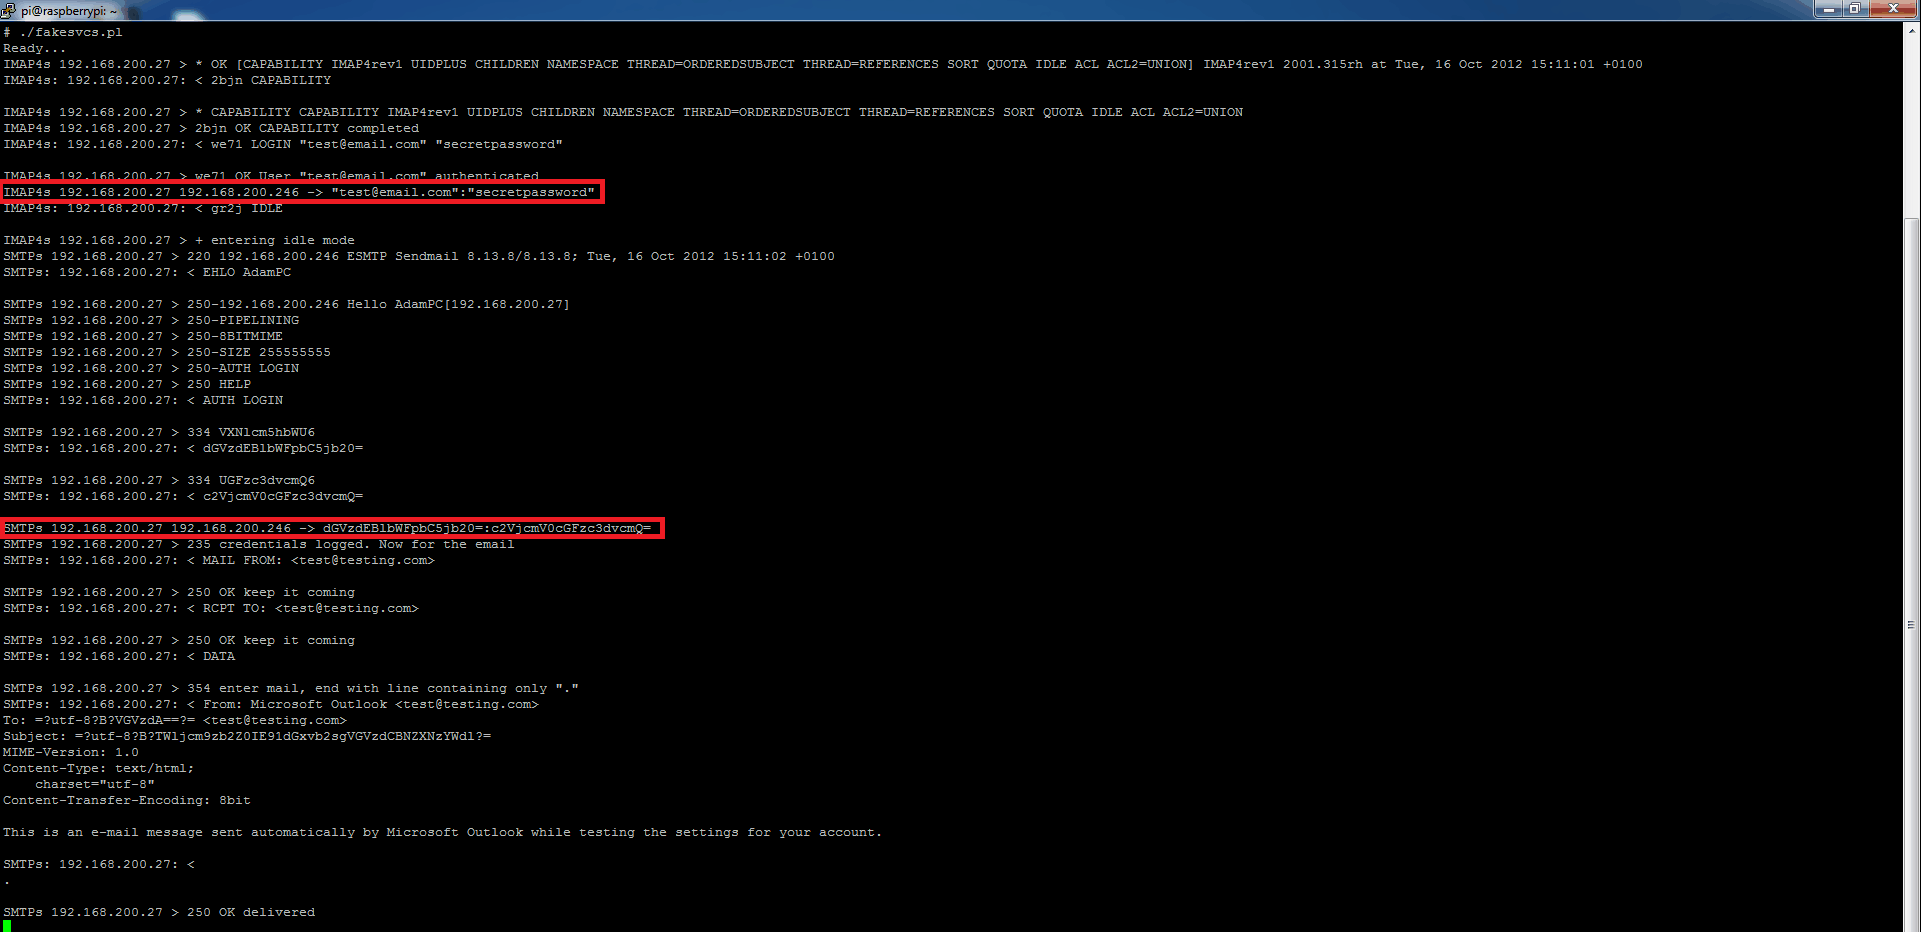 pi@raspberrypi: ~
# ./fakesvcs.pl
Ready...
IMAP4s 192.168.200.27 > * OK [CAPABILITY IMAP4rev1 UIDPLUS CHILDREN NAMESPACE THREAD=ORDEREDSUBJECT THREAD=REFERENCES SORT QUOTA IDLE ACL ACL2=UNION] IMAP4rev1 2001.315rh at Tue, 16 Oct 2012 15:11:01 +0100
IMAP4s: 192.168.200.27: < 2bjn CAPABILITY
IMAP4s 192.168.200.27 > * CAPABILITY CAPABILITY IMAP4rev1 UIDPLUS CHILDREN NAMESPACE THREAD=ORDEREDSUBJECT THREAD=REFERENCES SORT QUOTA IDLE ACL ACL2=UNION
IMAP4s 192.168.200.27 > 2bjn OK CAPABILITY completed
IMAP4s: 192.168.200.27: < we71 LOGIN "test@email.com" "secretpassword"
IMAP4s 192.168.200.27 > we71 OK User "test@email.com" authenticated
IMAP4s 192.168.200.27 192.168.200.246 -> "test@email.com":"secretpassword"
IMAP4s: 192.168.200.27: < gr2j IDLE
IMAP4s 192.168.200.27 > + entering idle mode
SMTPs 192.168.200.27 > 220 192.168.200.246 ESMTP Sendmail 8.13.8/8.13.8; Tue, 16 Oct 2012 15:11:02 +0100
SMTPs: 192.168.200.27: < EHLO AdamPC
SMTPs 192.168.200.27 > 250-192.168.200.246 Hello AdamPC[192.168.200.27]
SMTPs 192.168.200.27 > 250-PIPELINING
SMTPs 192.168.200.27 > 250-8BITMIME
SMTPs 192.168.200.27 > 250-SIZE 255555555
SMTPs 192.168.200.27 > 250-AUTH LOGIN
SMTPs 192.168.200.27 > 250 HELP
SMTPs: 192.168.200.27: < AUTH LOGIN
SMTPs 192.168.200.27 > 334 VXNlcm5hbWU6
SMTPs: 192.168.200.27: < dGVzdEBlbWFpbC5jb20=
SMTPs 192.168.200.27 > 334 UGFzc3dvcmQ6
SMTPs: 192.168.200.27: < c2VjcmV0cGFzc3dvcmQ=
SMTPs 192.168.200.27 192.168.200.246 -> dGVzdEBlbWFpbC5jb20=:c2VjcmV0cGFzc3dvcmQ=
SMTPs 192.168.200.27 > 235 credentials logged. Now for the email
SMTPs: 192.168.200.27: < MAIL FROM: <test@testing.com>
SMTPs 192.168.200.27 > 250 OK keep it coming
SMTPs: 192.168.200.27: < RCPT TO: <test@testing.com>
SMTPs 192.168.200.27 > 250 OK keep it coming
SMTPs: 192.168.200.27: < DATA
SMTPs 192.168.200.27 > 354 enter mail, end with line containing only "."
SMTPs: 192.168.200.27: < From: Microsoft Outlook <test@testing.com>
To: =?utf-8?B?VGVzdA==?= <test@testing.com>
Subject: =?utf-8?B?TWljcm9zb2Z0IE91dGxvb2sgVGVzdCBNZXNzYWdl?=
MIME-Version: 1.0
Content-Type: text/html;
charset="utf-8"
Content-Transfer-Encoding: 8bit
This is an e-mail message sent automatically by Microsoft Outlook while testing the settings for your account.
SMTPs: 192.168.200.27: <
.
SMTPs 192.168.200.27 > 250 OK delivered